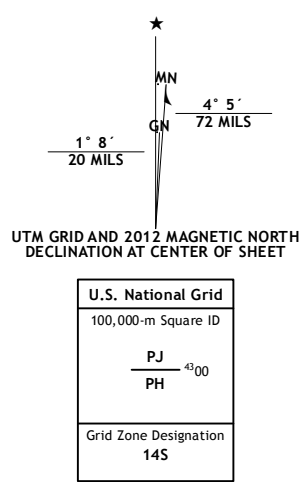 ★
MN
GN
4° 5´
72 MILS
1° 8´
20 MILS
UTM GRID AND 2012 MAGNETIC NORTH
DECLINATION AT CENTER OF SHEET
U.S. National Grid
100,000-m Square ID
PJ
4300
PH
Grid Zone Designation
14S